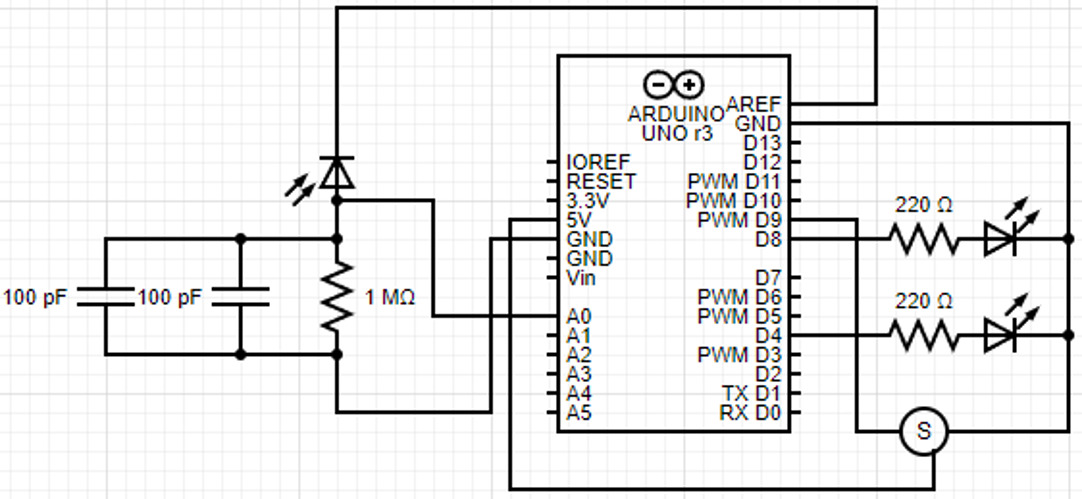 ARDUINO
UNO r3
AREF
GND
D13
D12
PWM D11
PWM D10
PWM D9
D8
D7
PWM D6
PWM D5
D4
PWM D3
D2
TX D1
RX D0
IOREF
RESET
3.3V
5V
GND
GND
Vin
A0
A1
A2
A3
A4
A5
100 pF
100 pF
1 MΩ
220 Ω
220 Ω
S